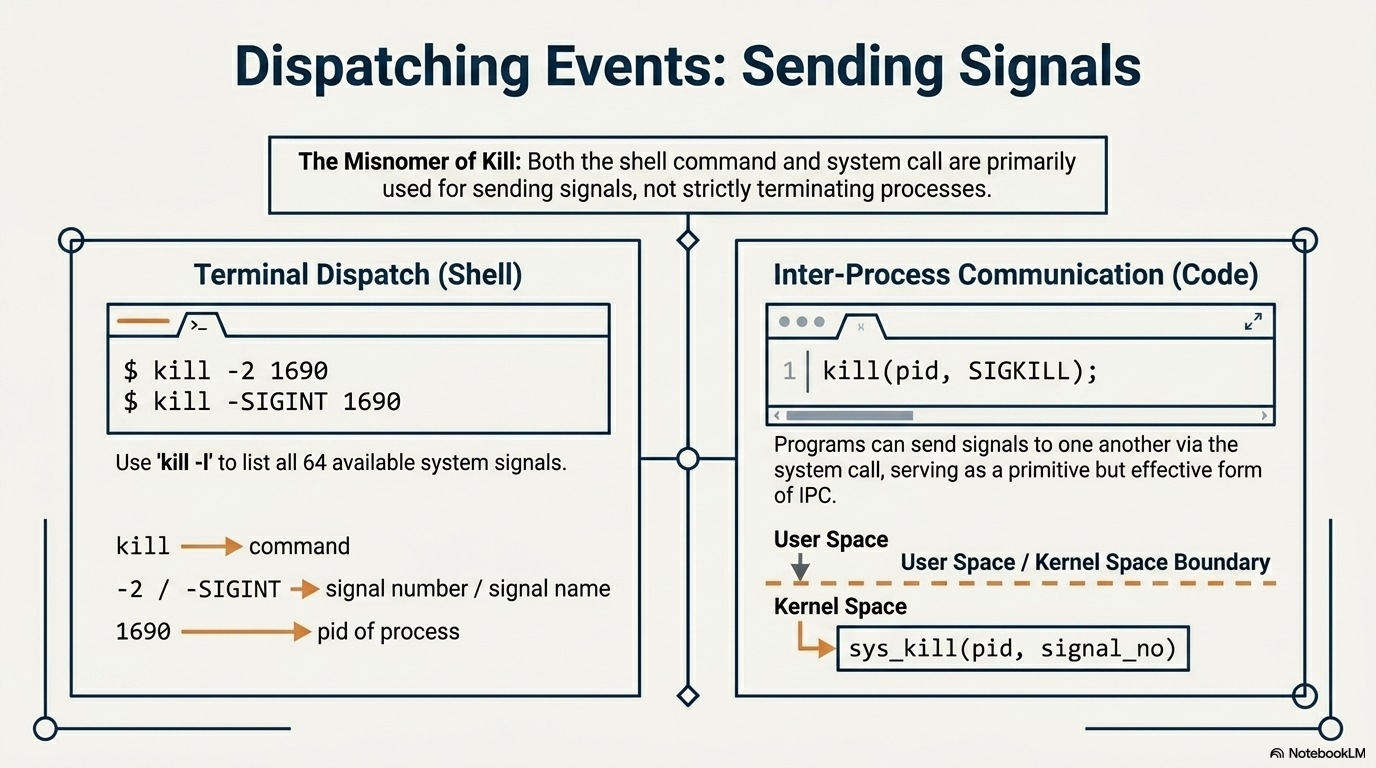 Dispatching Events: Sending Signals
The Misnomer of Kill: Both the shell command and system call are primarily
used for sending signals, not strictly terminating processes.
Terminal Dispatch (Shell)
>_
$ kill -2 1690
$ kill -SIGINT 1690
Use 'kill -l' to list all 64 available system signals.
kill command
-2 / -SIGINT signal number / signal name
1690 pid of process
Inter-Process Communication (Code)
1 kill(pid, SIGKILL);
Programs can send signals to one another via the
system call, serving as a primitive but effective form
of IPC.
User Space
User Space / Kernel Space Boundary
Kernel Space
sys_kill(pid, signal_no)
NotebookLM